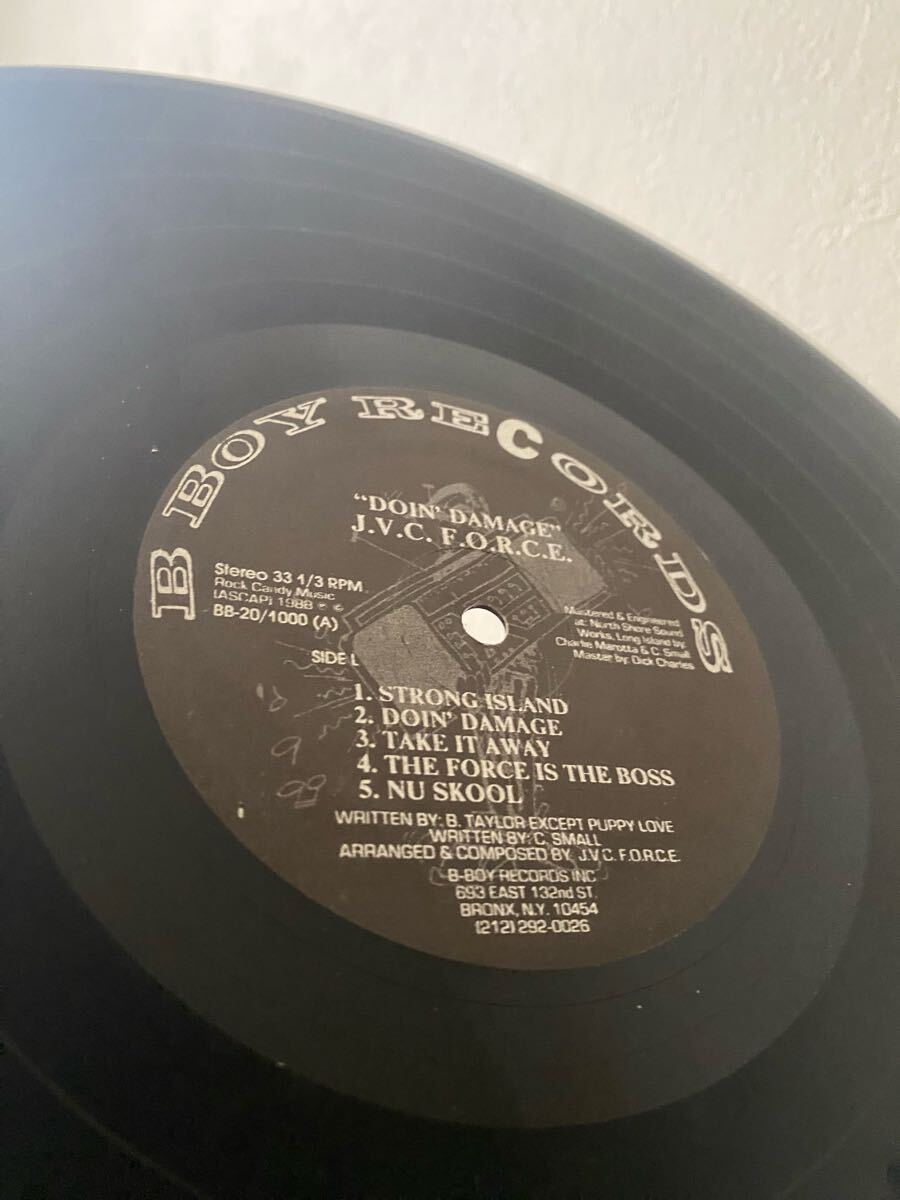 B BOY RECORDS
"DOIN' DAMAGE"
J.V.C. F.O.R.C.E.
Stereo 33 1/3 RPM
Rock Candy Music
(ASCAP) 1988 ℗ ©
BB-20/1000 (A)
SIDE L
Mastered & Engineered
at: North Shore Sound
Works, Long Island by:
Charlie Marotta & C. Small
Master by: Dick Charles
1. STRONG ISLAND
2. DOIN' DAMAGE
3. TAKE IT AWAY
4. THE FORCE IS THE BOSS
5. NU SKOOL
WRITTEN BY: B. TAYLOR EXCEPT PUPPY LOVE
WRITTEN BY: C. SMALL
ARRANGED & COMPOSED BY: J.V.C. F.O.R.C.E.
B-BOY RECORDS INC
693 EAST 132nd ST.
BRONX, N.Y. 10454
(212) 292-0026